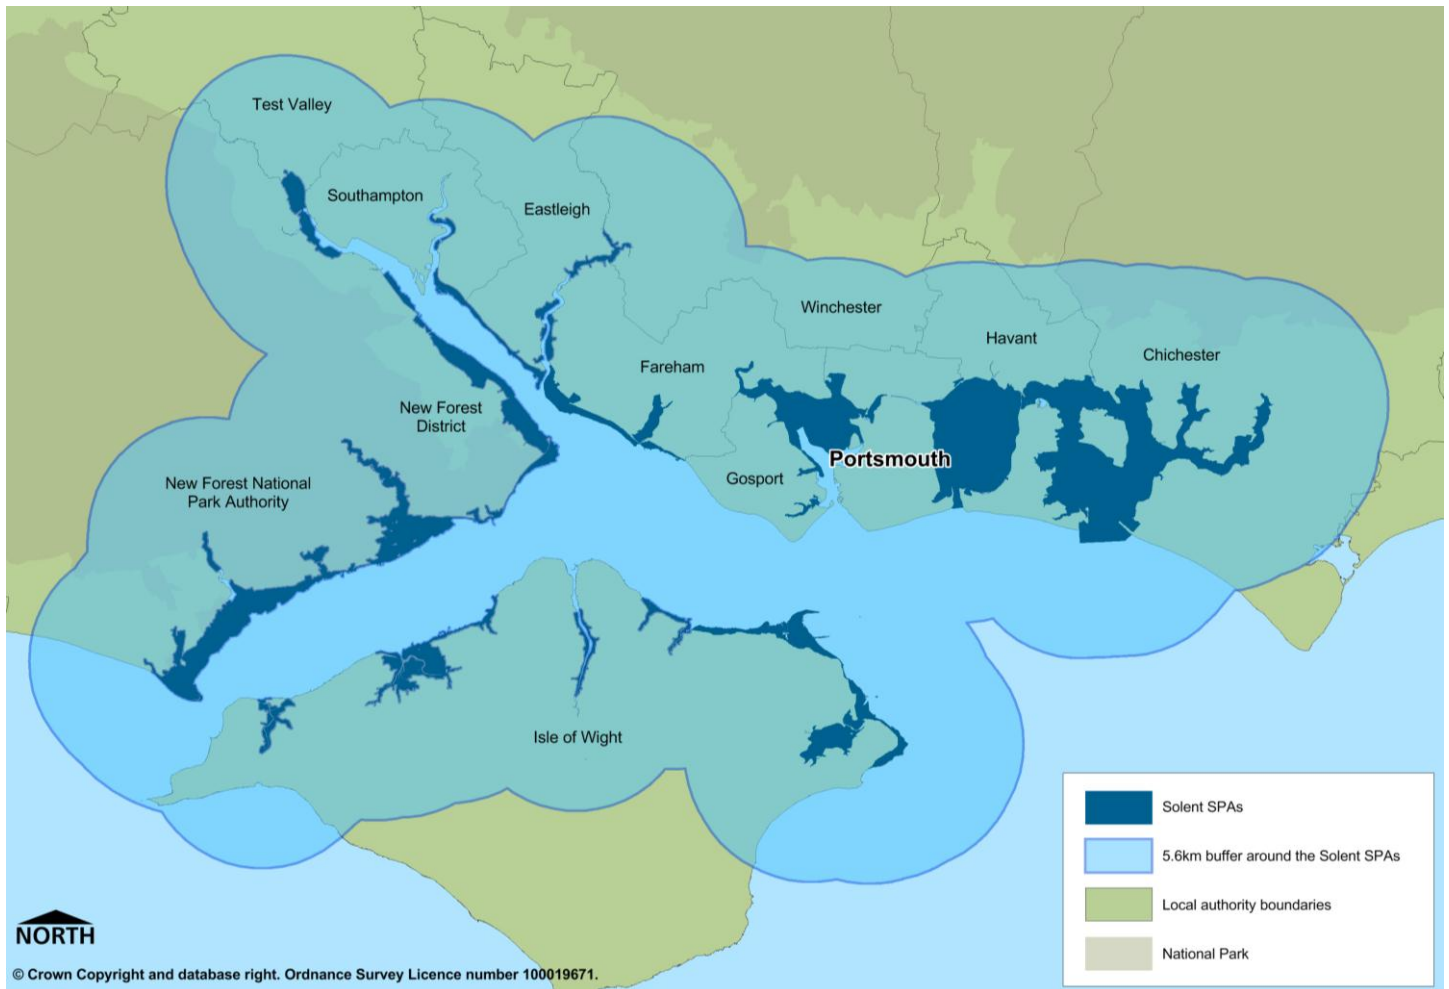 Test Valley
Southampton
Eastleigh
Winchester
Havant
Chichester
Fareham
New Forest
District
Portsmouth
Gosport
New Forest National
Park Authority
Isle of Wight
Solent SPAs
5.6km buffer around the Solent SPAs
Local authority boundaries
National Park
NORTH
© Crown Copyright and database right. Ordnance Survey Licence number 100019671.